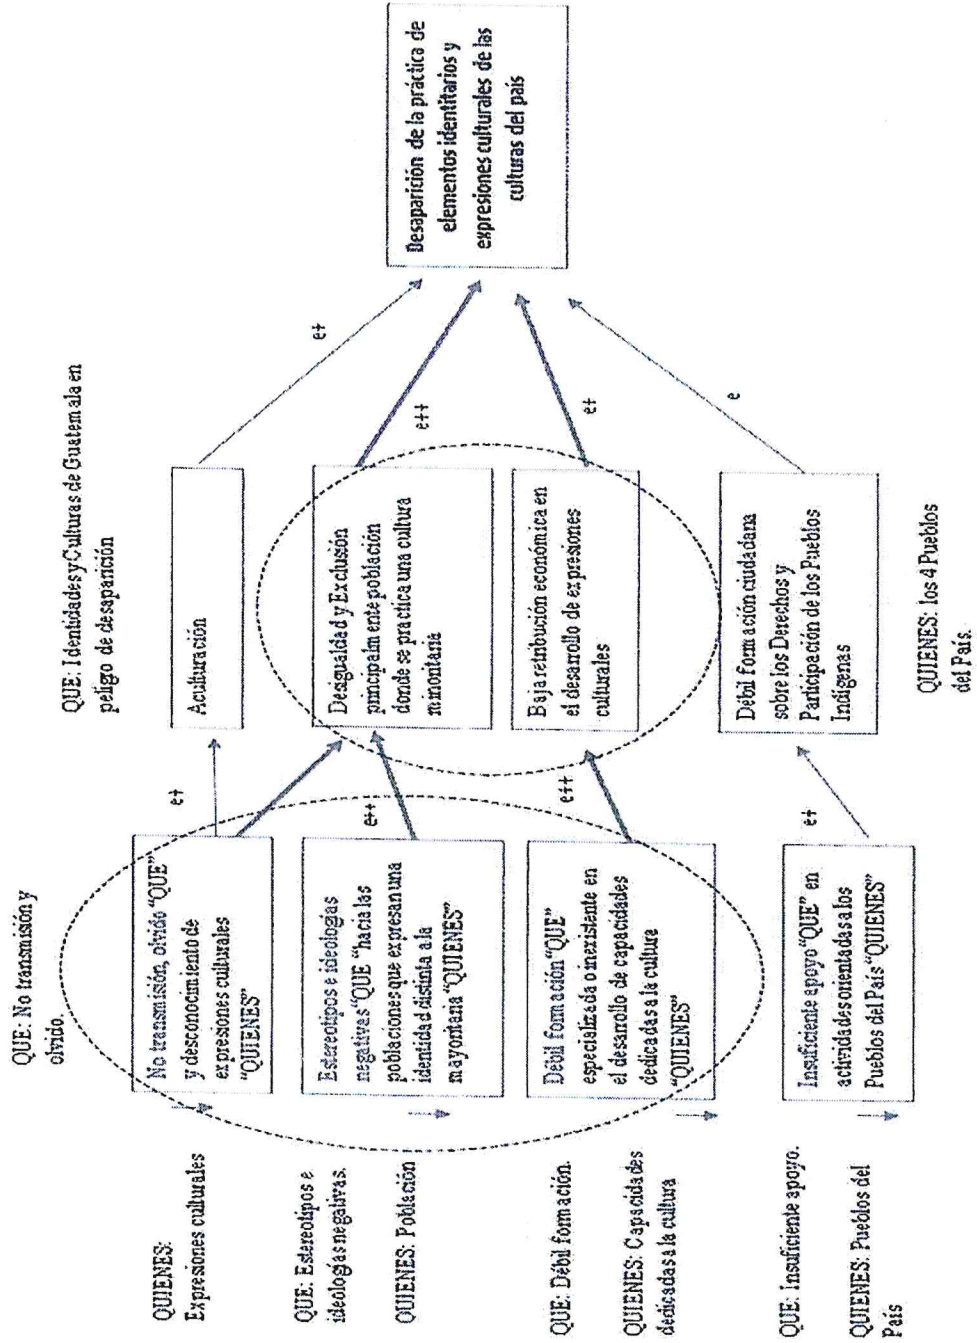 QUE: No transmisión y
olvido.
QUIENES:
Expresiones culturales
No transmisión, olvido “QUE”
y desconocimiento de
expresiones culturales
“QUIENES”
e+
QUE: Estereotipos e
ideologías negativas.
QUIENES: Población
Estereotipos e ideologías
negativas “QUE “hacia las
poblaciones que expresan una
identidad distinta a la
mayoritaria “QUIENES”
e++
QUE: Débil formación.
QUIENES: Capacidades
dedicadas a la cultura
Débil formación “QUE”
especializada o inexistente en
el desarrollo de capacidades
dedicadas a la culture
“QUIENES”
e++
QUE: Insuficiente apoyo.
QUIENES: Pueblos del
País
Insuficiente apoyo “QUE” en
actividades orientadas a los
Pueblos del País “QUIENES”
e+
QUE: Identidades y Culturas de Guatemala en
peligo de desaparición
Aculturación
e+
Desigualdad y Exclusión
principalmente población
donde se practica una cultura
minoritaria
e++
Baja retribución económica en
el desarrollo de expresiones
culturales
e+
Débil formación ciudadana
sobre los Derechos y
Participación de los Pueblos
Indígenas
e
QUIENES: los 4 Pueblos
del País.
Desaparición de la práctica de
elementos identitarios y
expresiones culturales de las
culturas del país